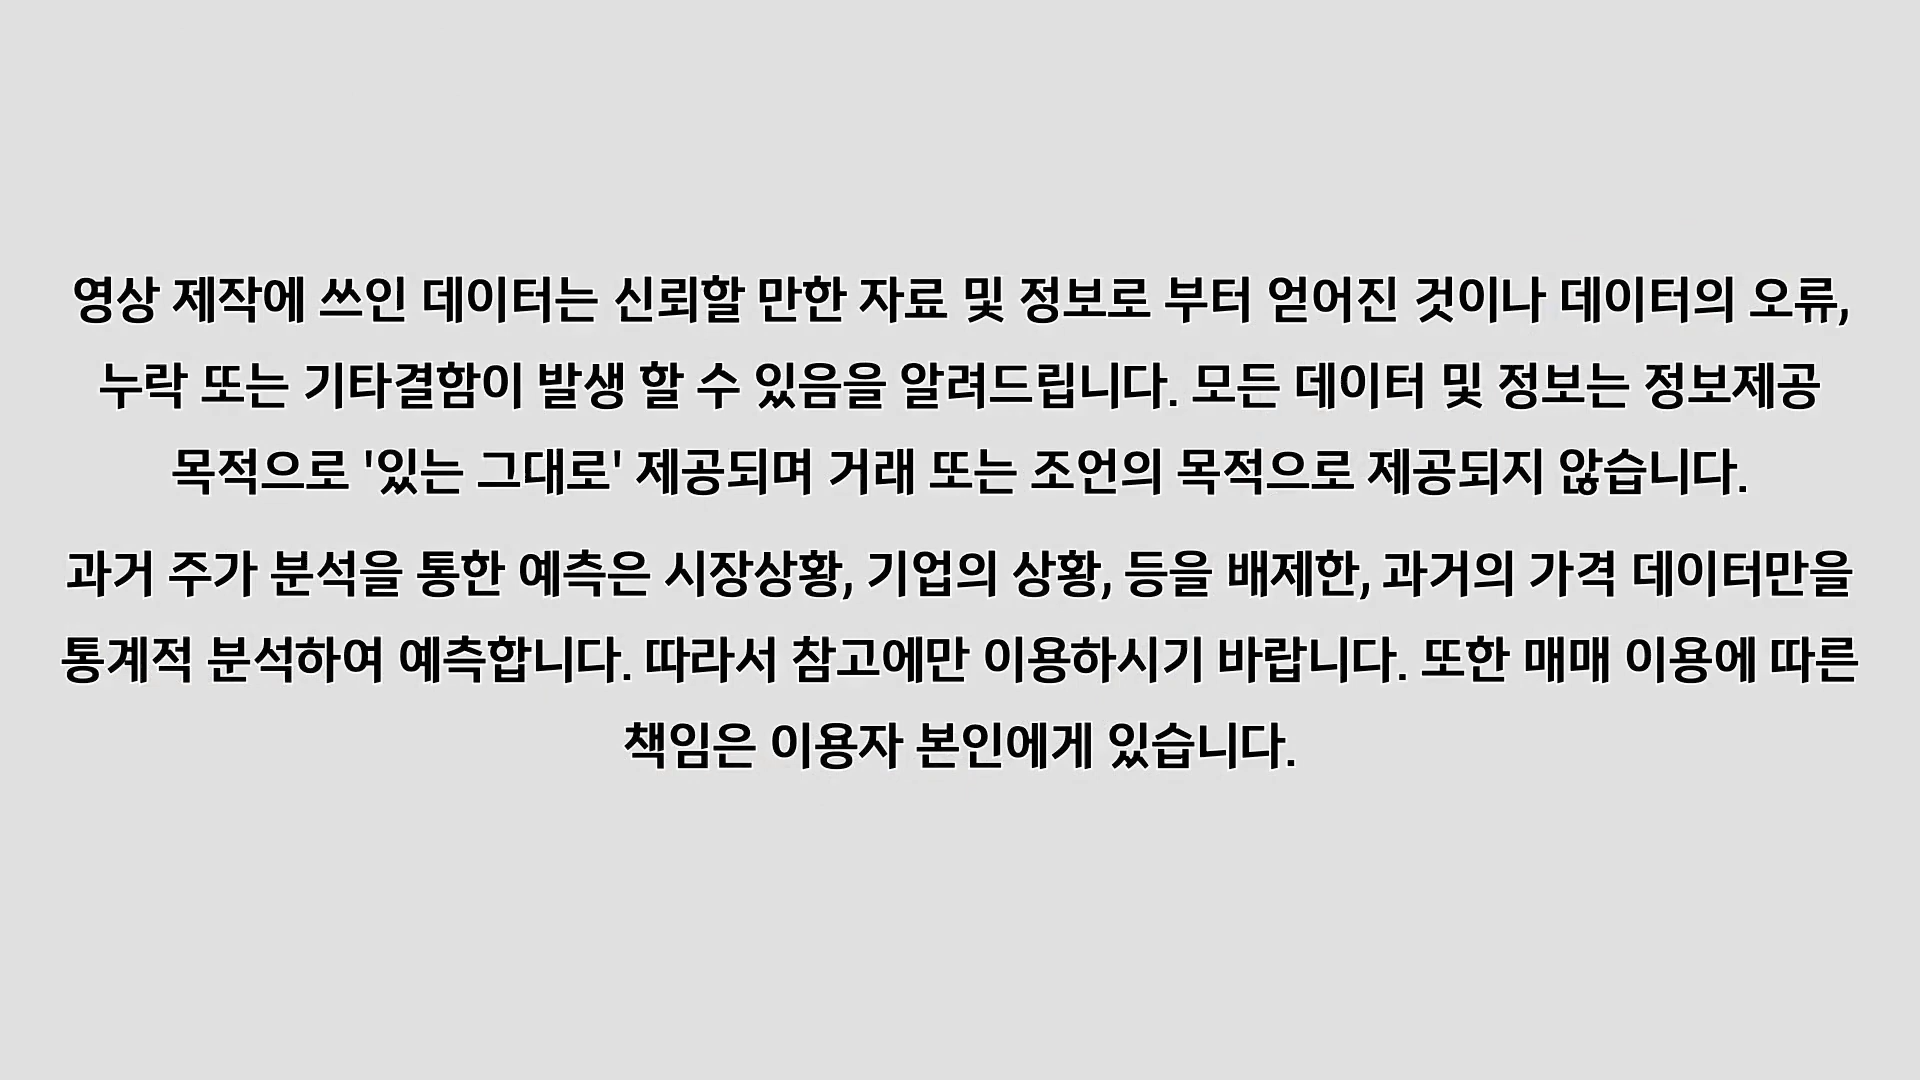 영상 제작에 쓰인 데이터는 신뢰할 만한 자료 및 정보로 부터 얻어진 것이나 데이터의 오류,
누락 또는 기타결함이 발생 할 수 있음을 알려드립니다. 모든 데이터 및 정보는 정보제공
목적으로 '있는 그대로' 제공되며 거래 또는 조언의 목적으로 제공되지 않습니다.
과거 주가 분석을 통한 예측은 시장상황, 기업의 상황, 등을 배제한, 과거의 가격 데이터만을
통계적 분석하여 예측합니다. 따라서 참고에만 이용하시기 바랍니다. 또한 매매 이용에 따른
책임은 이용자 본인에게 있습니다.